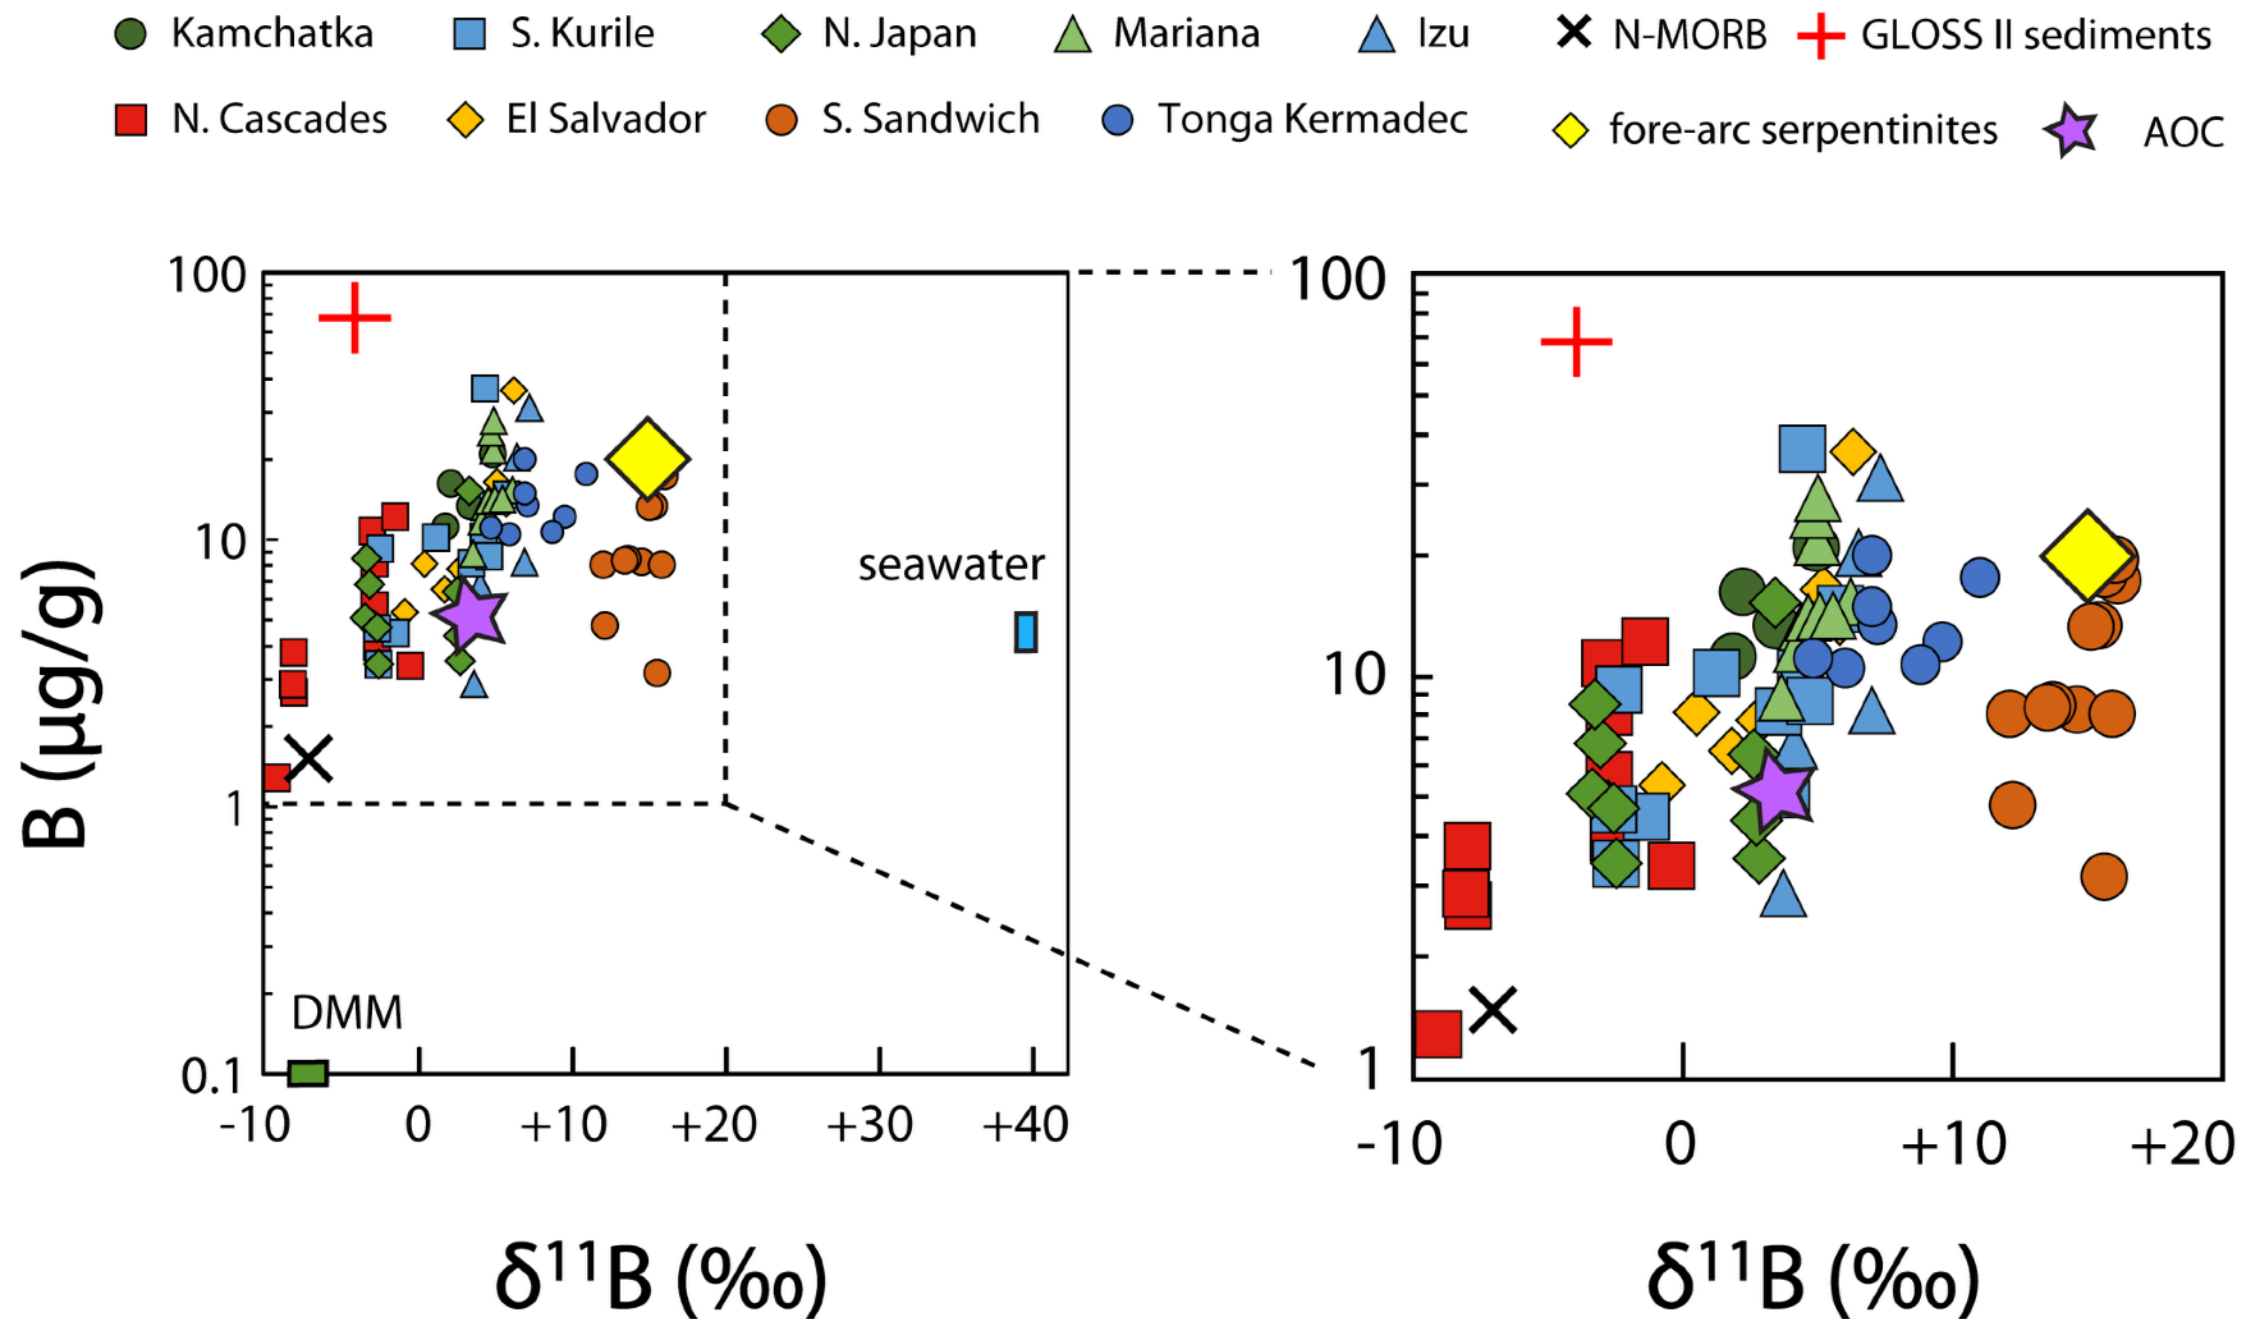 Kamchatka S. Kurile N. Japan Mariana Izu N-MORB GLOSS II sediments
N. Cascades El Salvador S. Sandwich Tonga Kermadec fore-arc serpentinites AOC
100
10
1
0.1
B (µg/g)
seawater
DMM
-10 0 +10 +20 +30 +40
δ¹¹B (‰)
100
10
1
-10 0 +10 +20
δ¹¹B (‰)